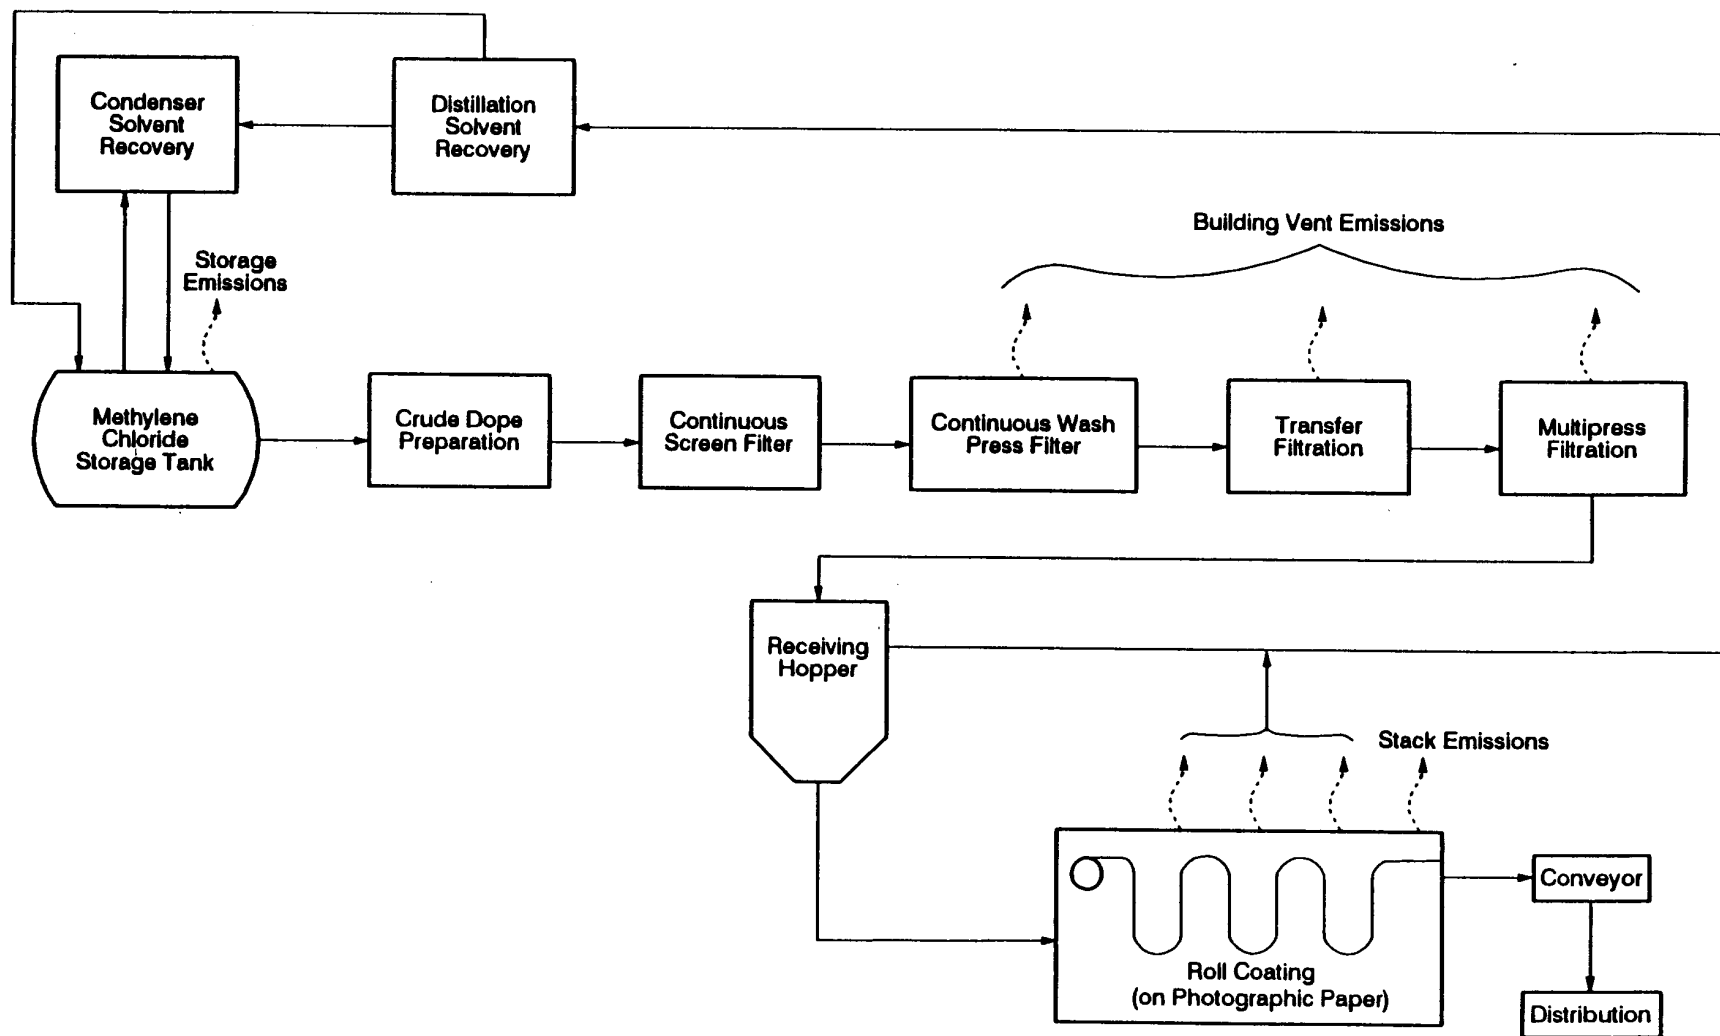 Condenser
Solvent
Recovery
Distillation
Solvent
Recovery
Building Vent Emissions
Storage
Emissions
Methylene
Chloride
Storage Tank
Crude Dope
Preparation
Continuous
Screen Filter
Continuous Wash
Press Filter
Transfer
Filtration
Multipress
Filtration
Receiving
Hopper
Stack Emissions
Roll Coating
(on Photographic Paper)
Conveyor
Distribution